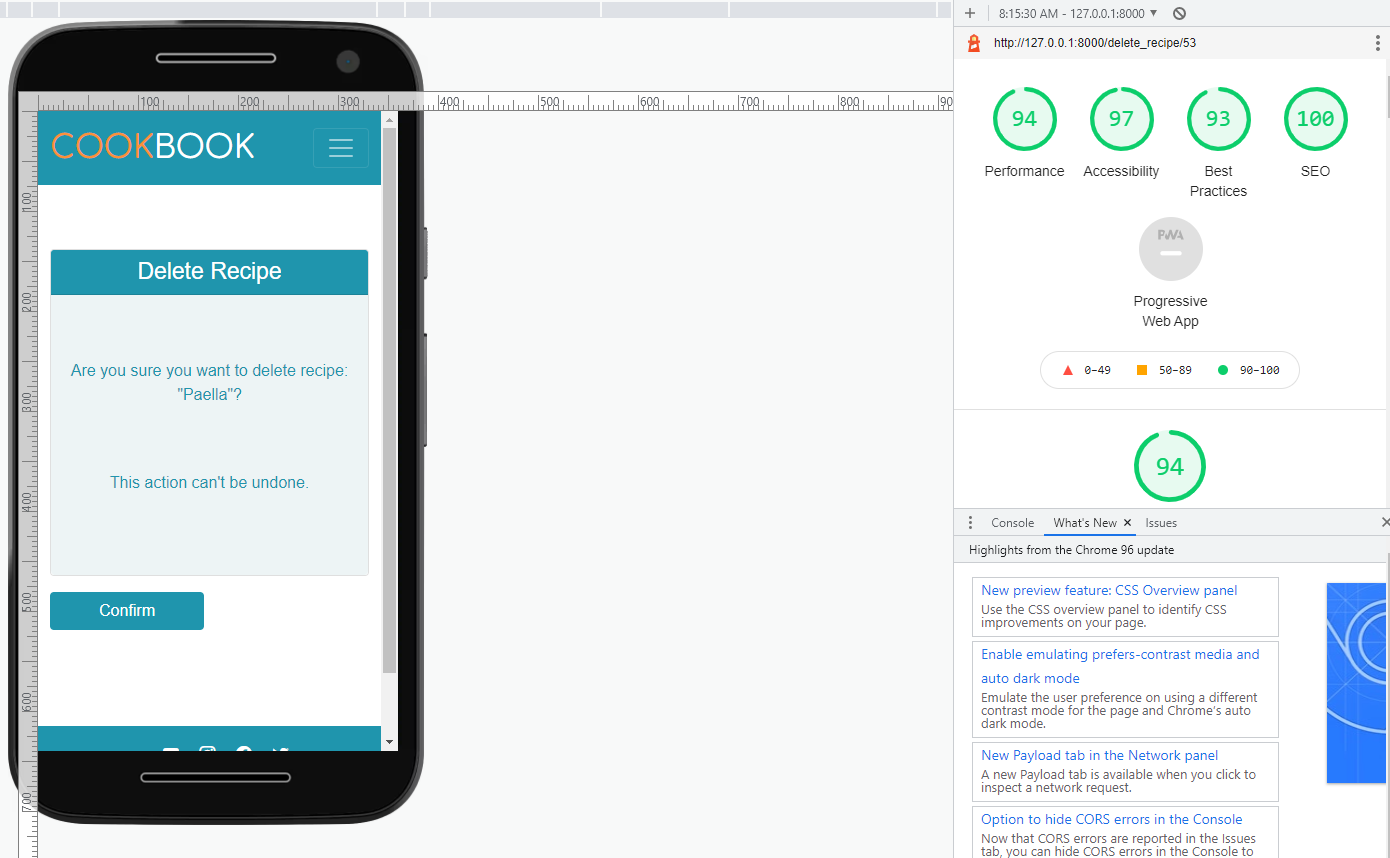 100 200 300 400 500 600 700 800 900
100
200
300
400
500
600
700
COOKBOOK
Delete Recipe
Are you sure you want to delete recipe:
"Paella"?
This action can't be undone.
Confirm
8:15:30 AM - 127.0.0.1:8000
http://127.0.0.1:8000/delete_recipe/53
94 97 93 100
Performance Accessibility Best Practices SEO
PWA
Progressive
Web App
0–49 50–89 90–100
94
Console What's New Issues
Highlights from the Chrome 96 update
New preview feature: CSS Overview panel
Use the CSS overview panel to identify CSS
improvements on your page.
Enable emulating prefers-contrast media and
auto dark mode
Emulate the user preference on using a different
contrast mode for the page and Chrome's auto
dark mode.
New Payload tab in the Network panel
A new Payload tab is available when you click to
inspect a network request.
Option to hide CORS errors in the Console
Now that CORS errors are reported in the Issues
tab, you can hide CORS errors in the Console to